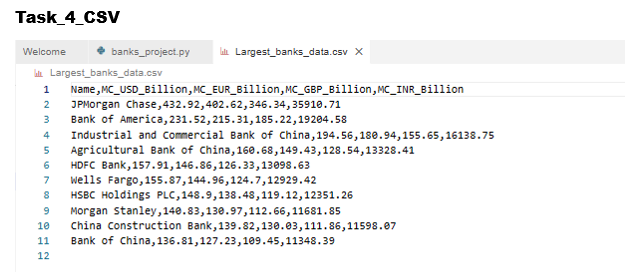 Task_4_CSV
Welcome banks_project.py Largest_banks_data.csv ×
Largest_banks_data.csv
1 Name,MC_USD_Billion,MC_EUR_Billion,MC_GBP_Billion,MC_INR_Billion
2 JPMorgan Chase,432.92,402.62,346.34,35910.71
3 Bank of America,231.52,215.31,185.22,19204.58
4 Industrial and Commercial Bank of China,194.56,180.94,155.65,16138.75
5 Agricultural Bank of China,160.68,149.43,128.54,13328.41
6 HDFC Bank,157.91,146.86,126.33,13098.63
7 Wells Fargo,155.87,144.96,124.7,12929.42
8 HSBC Holdings PLC,148.9,138.48,119.12,12351.26
9 Morgan Stanley,140.83,130.97,112.66,11681.85
10 China Construction Bank,139.82,130.03,111.86,11598.07
11 Bank of China,136.81,127.23,109.45,11348.39
12